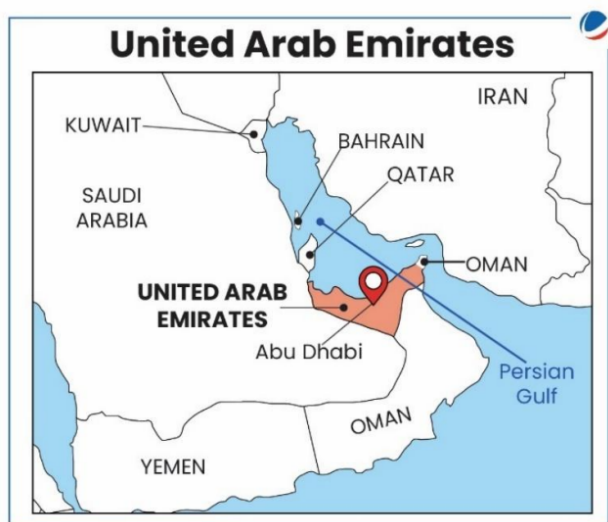 United Arab Emirates
IRAN
KUWAIT
BAHRAIN
QATAR
SAUDI
ARABIA
OMAN
UNITED ARAB
EMIRATES
Abu Dhabi
Persian
Gulf
OMAN
YEMEN